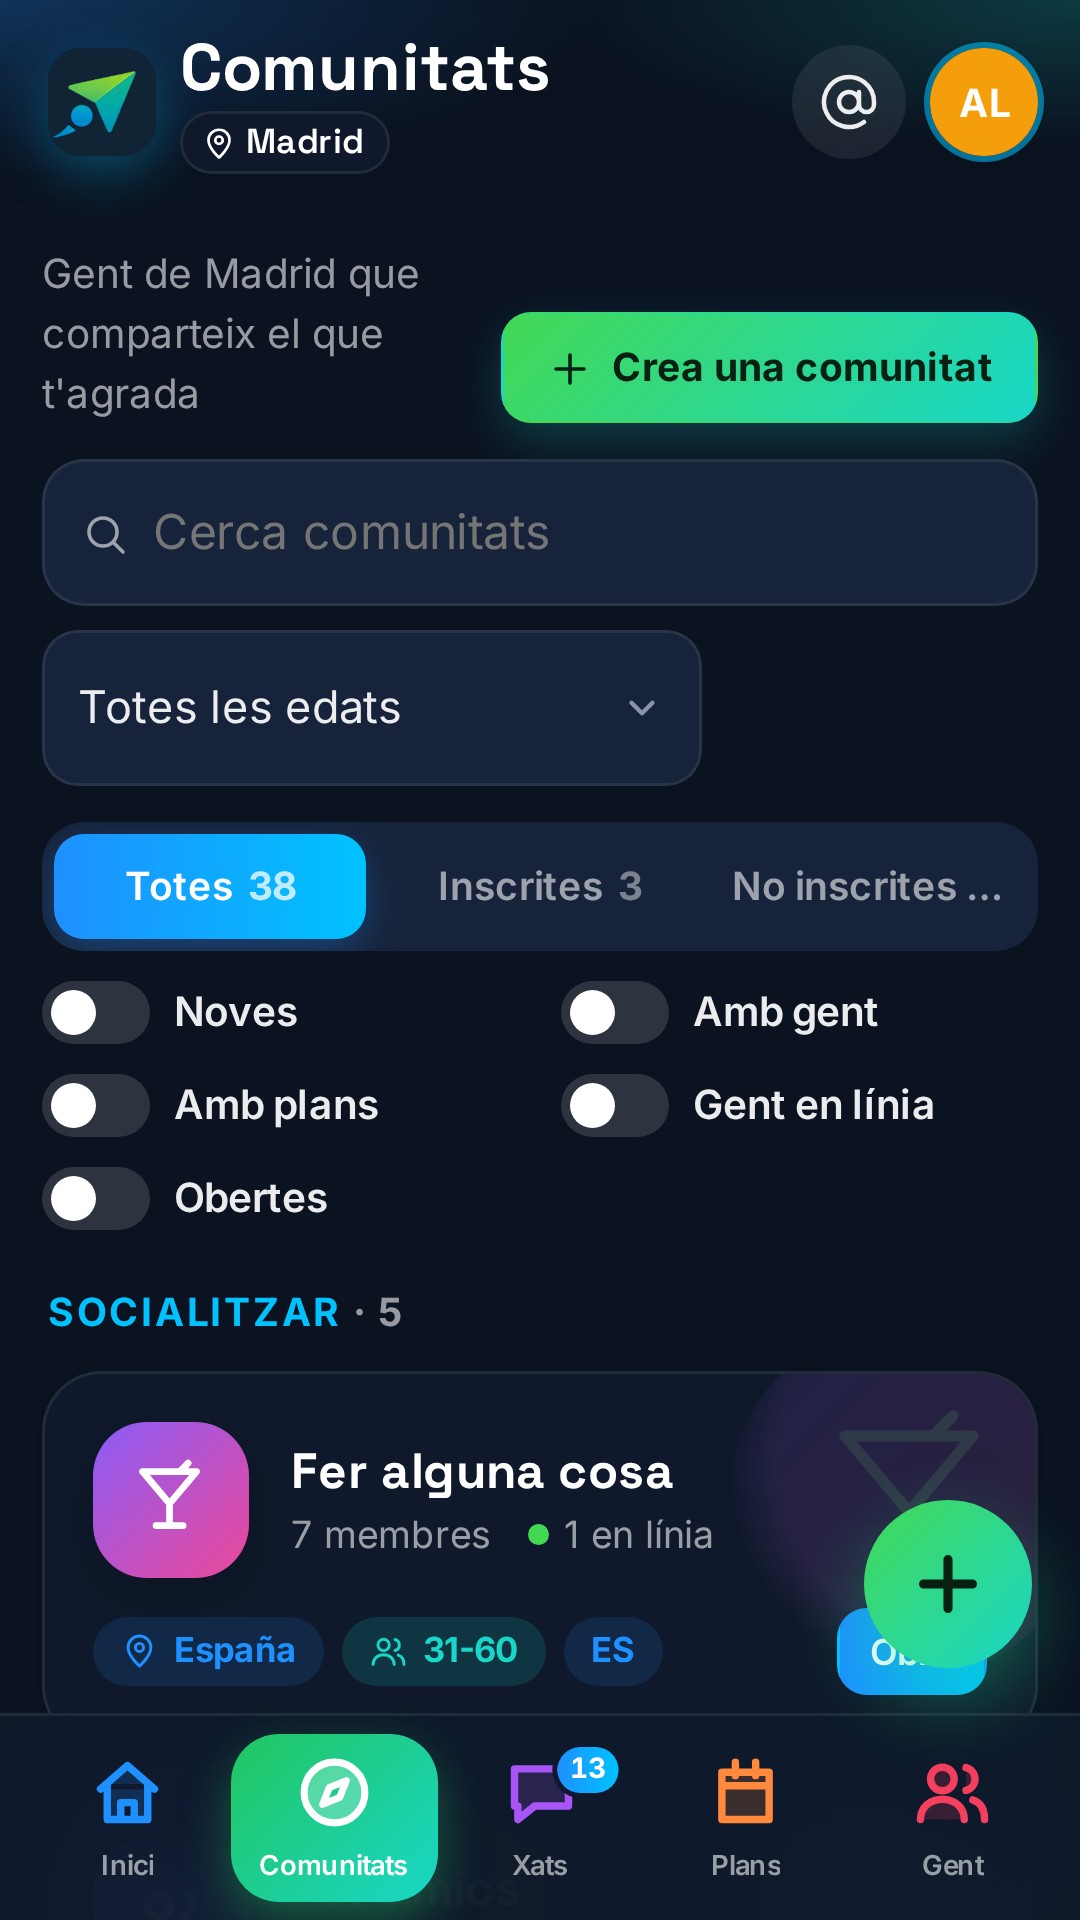 Comunitats
Madrid
@
AL
Gent de Madrid que
comparteix el que
t'agrada
+ Crea una comunitat
Cerca comunitats
Totes les edats
Totes 38
Inscrites 3
No inscrites ...
Noves
Amb gent
Amb plans
Gent en línia
Obertes
SOCIALITZAR · 5
Fer alguna cosa
7 membres
1 en línia
España
31-60
ES
13
Inici
Comunitats
Xats
Plans
Gent